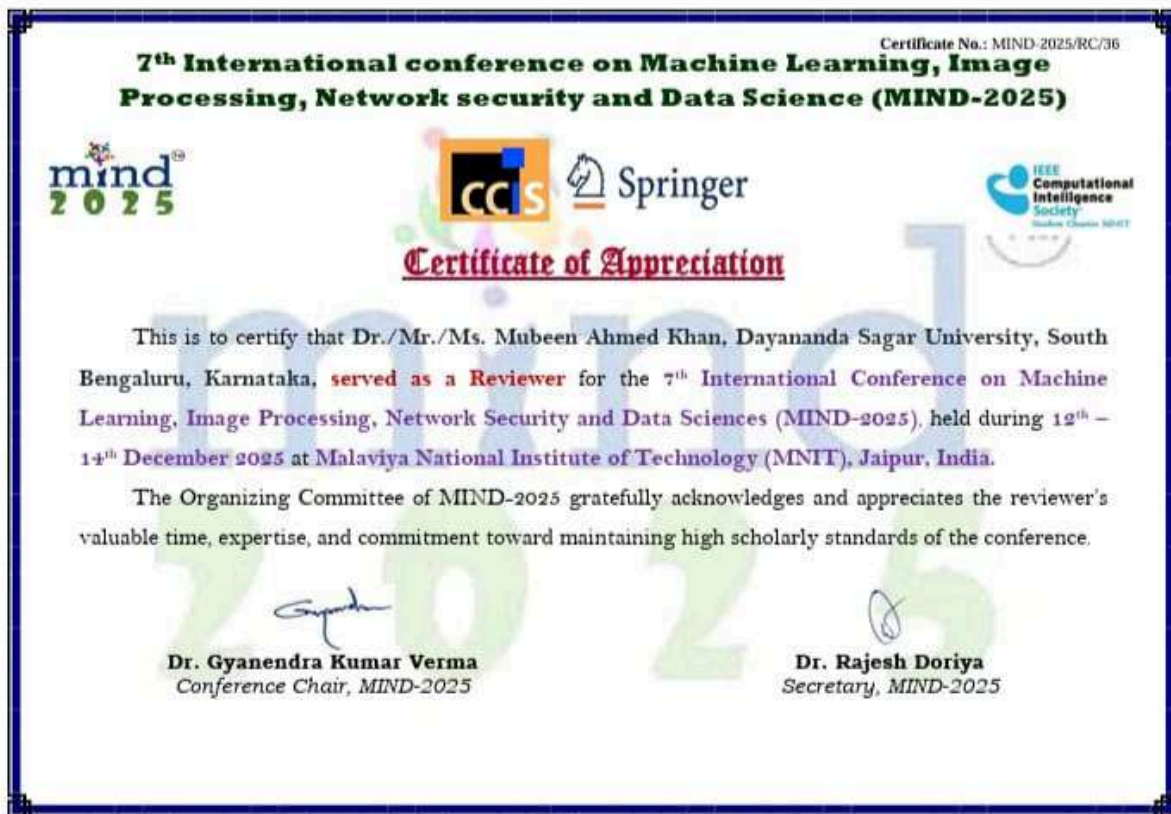 Certificate No.: MIND-2025/RC/36
7th International conference on Machine Learning, Image
Processing, Network security and Data Science (MIND-2025)
mind
2025
CCIS
Springer
IEEE
Computational
Intelligence
Society
Student Chapter MNIT
Certificate of Appreciation
This is to certify that Dr./Mr./Ms. Mubeen Ahmed Khan, Dayananda Sagar University, South
Bengaluru, Karnataka, served as a Reviewer for the 7th International Conference on Machine
Learning, Image Processing, Network Security and Data Sciences (MIND-2025), held during 12th –
14th December 2025 at Malaviya National Institute of Technology (MNIT), Jaipur, India.
The Organizing Committee of MIND-2025 gratefully acknowledges and appreciates the reviewer's
valuable time, expertise, and commitment toward maintaining high scholarly standards of the conference.
Dr. Gyanendra Kumar Verma
Conference Chair, MIND-2025
Dr. Rajesh Doriya
Secretary, MIND-2025
mind
2025